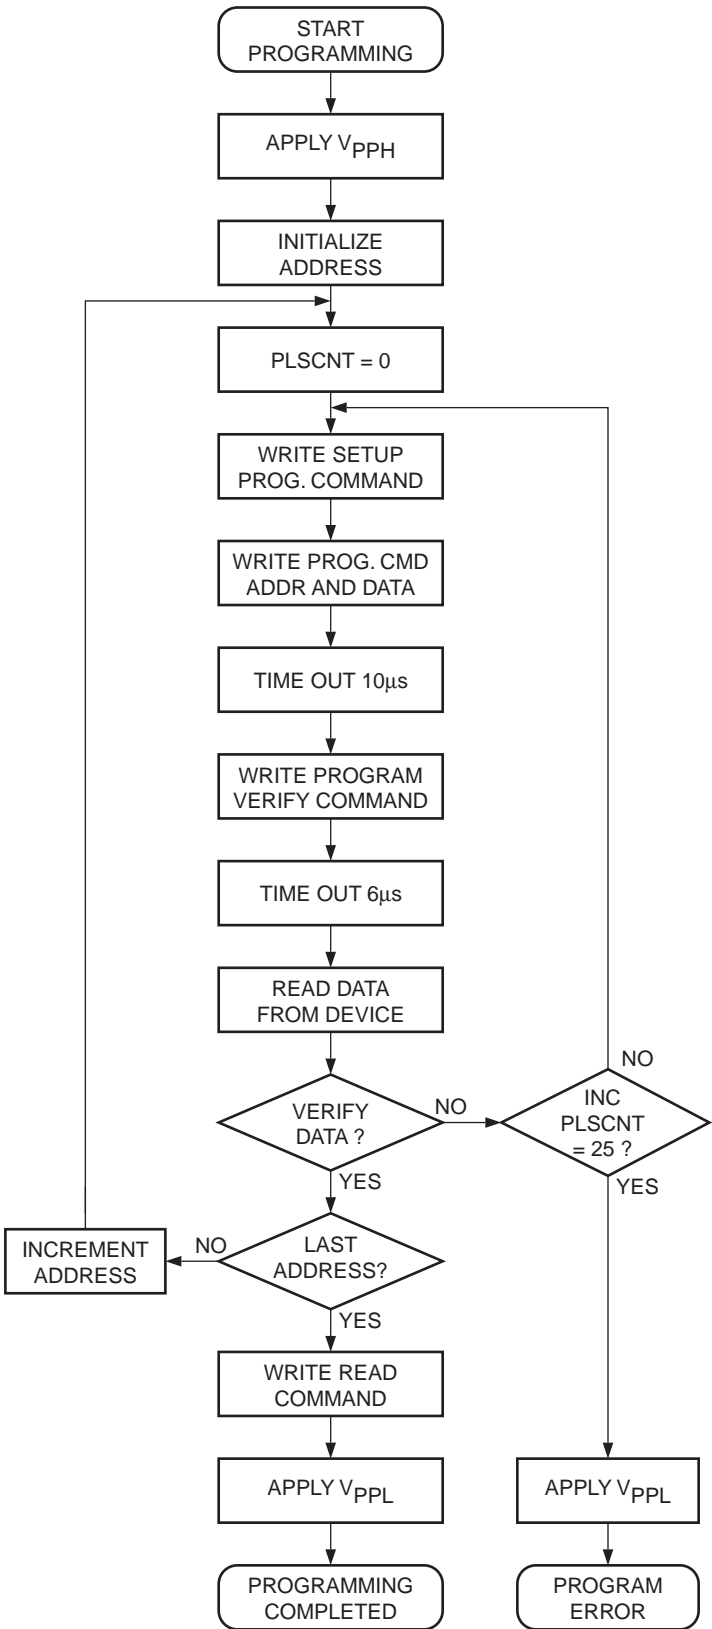 START
PROGRAMMING
APPLY VPPH
INITIALIZE
ADDRESS
PLSCNT = 0
WRITE SETUP
PROG. COMMAND
WRITE PROG. CMD
ADDR AND DATA
TIME OUT 10μs
WRITE PROGRAM
VERIFY COMMAND
TIME OUT 6μs
READ DATA
FROM DEVICE
VERIFY
DATA ?
NO
INC
PLSCNT
= 25 ?
NO
YES
YES
LAST
ADDRESS?
NO
INCREMENT
ADDRESS
YES
WRITE READ
COMMAND
APPLY VPPL
APPLY VPPL
PROGRAMMING
COMPLETED
PROGRAM
ERROR